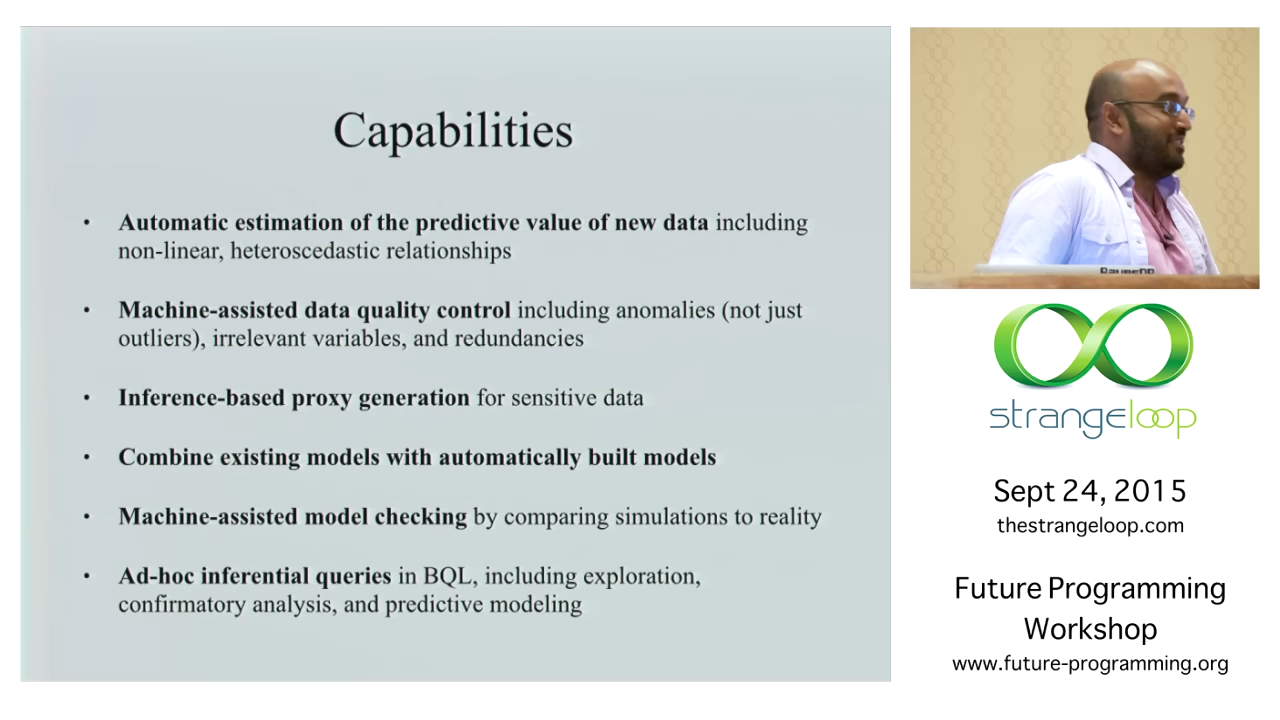 Capabilities
• Automatic estimation of the predictive value of new data including
non-linear, heteroscedastic relationships
• Machine-assisted data quality control including anomalies (not just
outliers), irrelevant variables, and redundancies
• Inference-based proxy generation for sensitive data
• Combine existing models with automatically built models
• Machine-assisted model checking by comparing simulations to reality
• Ad-hoc inferential queries in BQL, including exploration,
confirmatory analysis, and predictive modeling
strangeloop
Sept 24, 2015
thestrangeloop.com
Future Programming
Workshop
www.future-programming.org